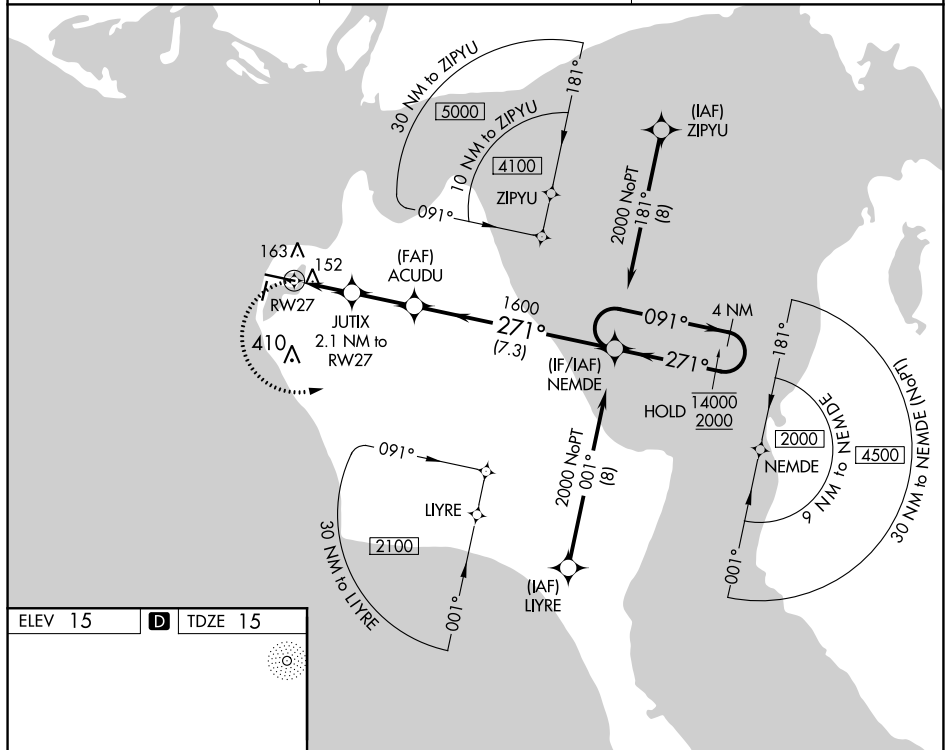 30 NM to ZIPYU
5000
181°
10 NM to ZIPYU
4100
ZIPYU
091°
(IAF)
ZIPYU
2000 NoPT
181°
(8)
163
152
RW27
(FAF)
ACUDU
JUTIX
2.1 NM to
RW27
410
1600
271°
(7.3)
(IF/IAF)
NEMDE
091°
4 NM
271°
HOLD
14000
2000
181°
2000
NEMDE
6 NM to NEMDE
4500
30 NM to NEMDE (NoPT)
001°
091°
LIYRE
2100
30 NM to LIYRE
001°
2000 NoPT
001°
(8)
(IAF)
LIYRE
ELEV 15
D
TDZE 15